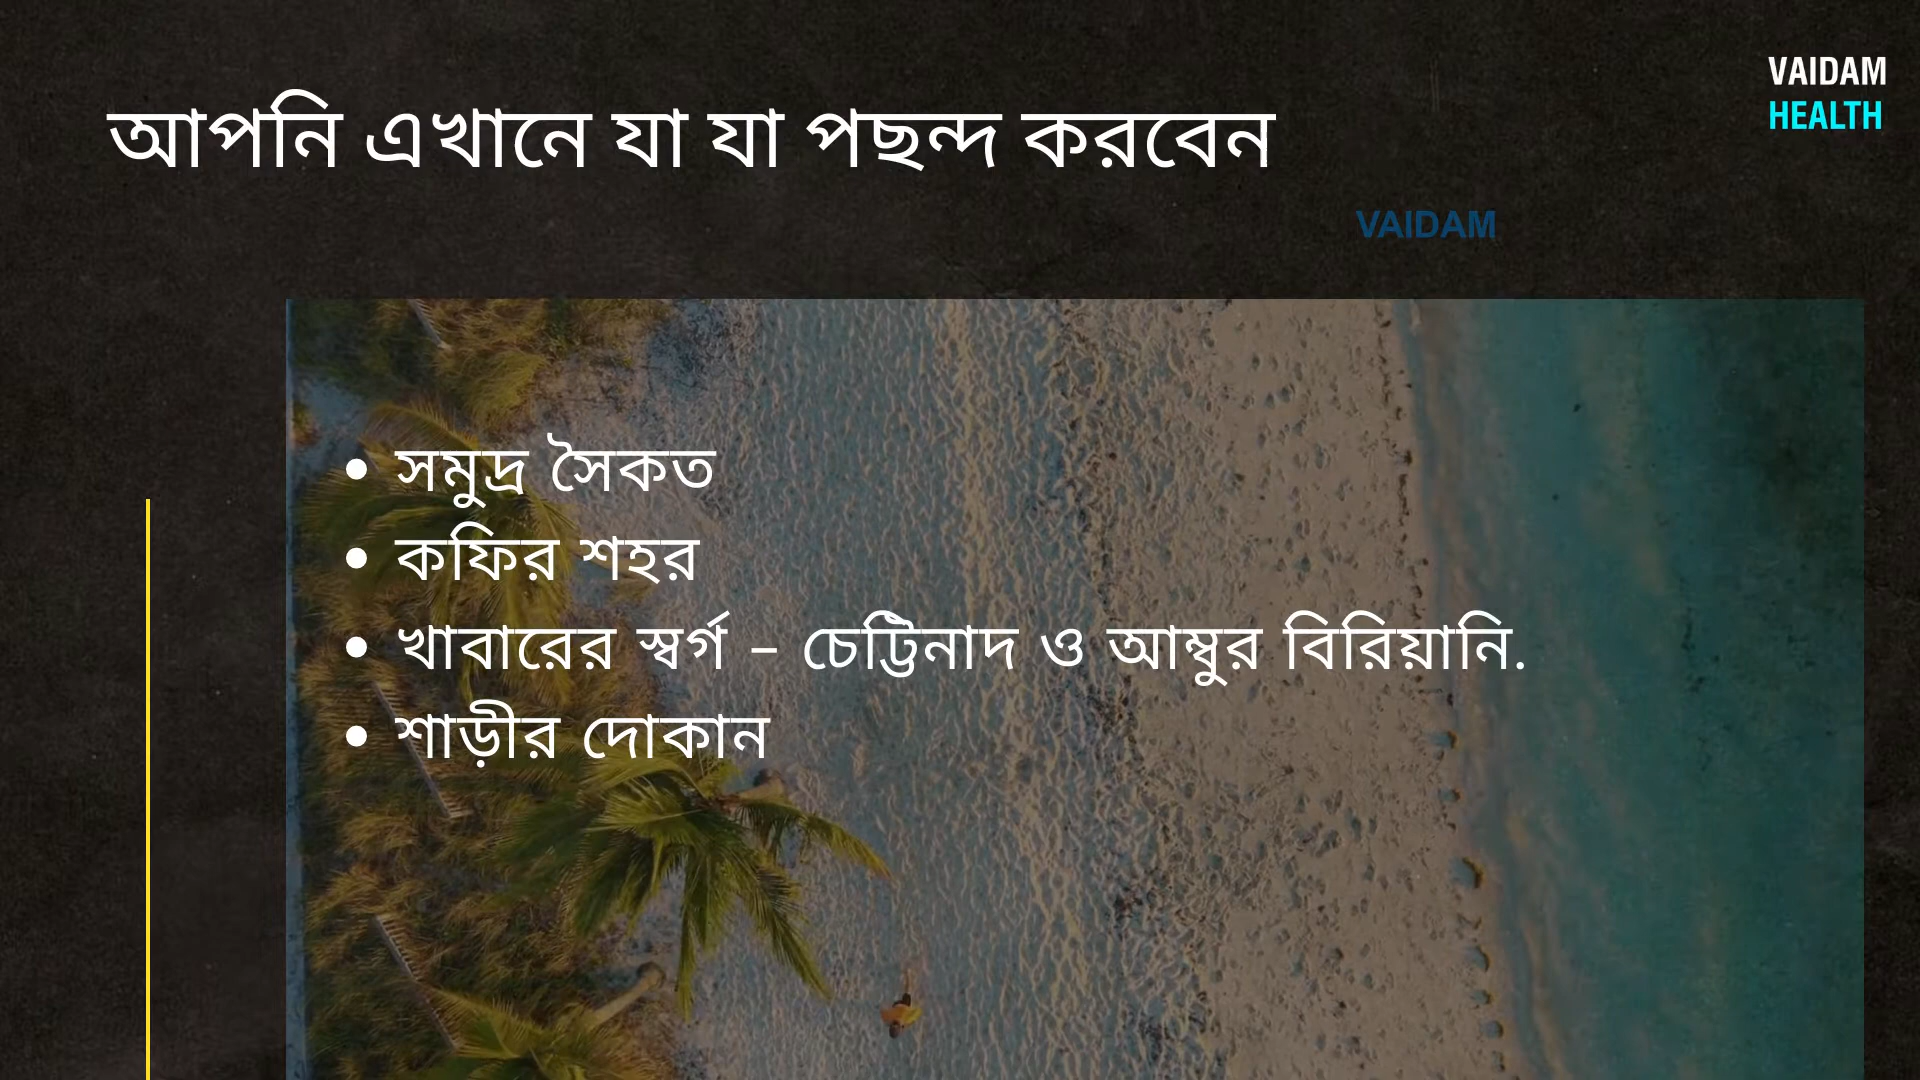 VAIDAM
HEALTH
আপনি এখানে যা যা পছন্দ করবেন
VAIDAM
• সমুদ্র সৈকত
• কফির শহর
• খাবারের স্বর্গ – চেট্টিনাদ ও আম্বুর বিরিয়ানি.
• শাড়ীর দোকান